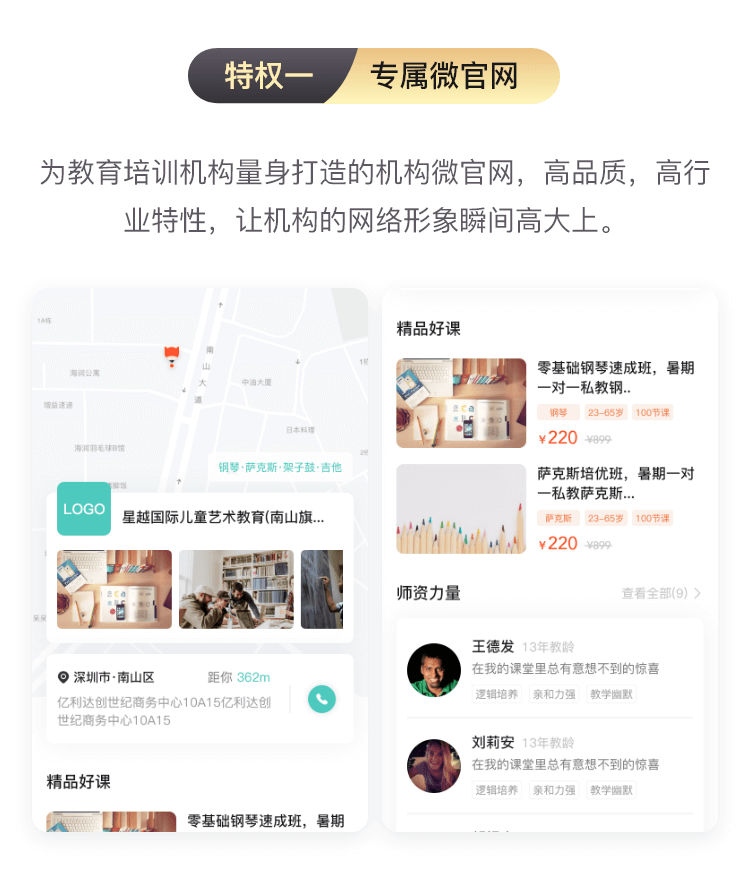 特权一 专属微官网
为教育培训机构量身打造的机构微官网，高品质，高行
业特性，让机构的网络形象瞬间高大上。
1A栋
南山大道
海润公寓
中油大厦
增益速递
日本料理
海润羽毛球B馆
钢琴·萨克斯·架子鼓·吉他
LOGO
星越国际儿童艺术教育(南山旗...
深圳市·南山区 距你 362m
亿利达创世纪商务中心10A15亿利达创
世纪商务中心10A15
精品好课
零基础钢琴速成班，暑期
精品好课
零基础钢琴速成班，暑期
一对一私教钢..
钢琴 23-65岁 100节课
¥220 ¥899
萨克斯培优班，暑期一对
一私教萨克斯...
萨克斯 23-65岁 100节课
¥220 ¥899
师资力量 查看全部(9)
王德发 13年教龄
在我的课堂里总有意想不到的惊喜
逻辑培养 亲和力强 教学幽默
刘莉安 13年教龄
在我的课堂里总有意想不到的惊喜
逻辑培养 亲和力强 教学幽默